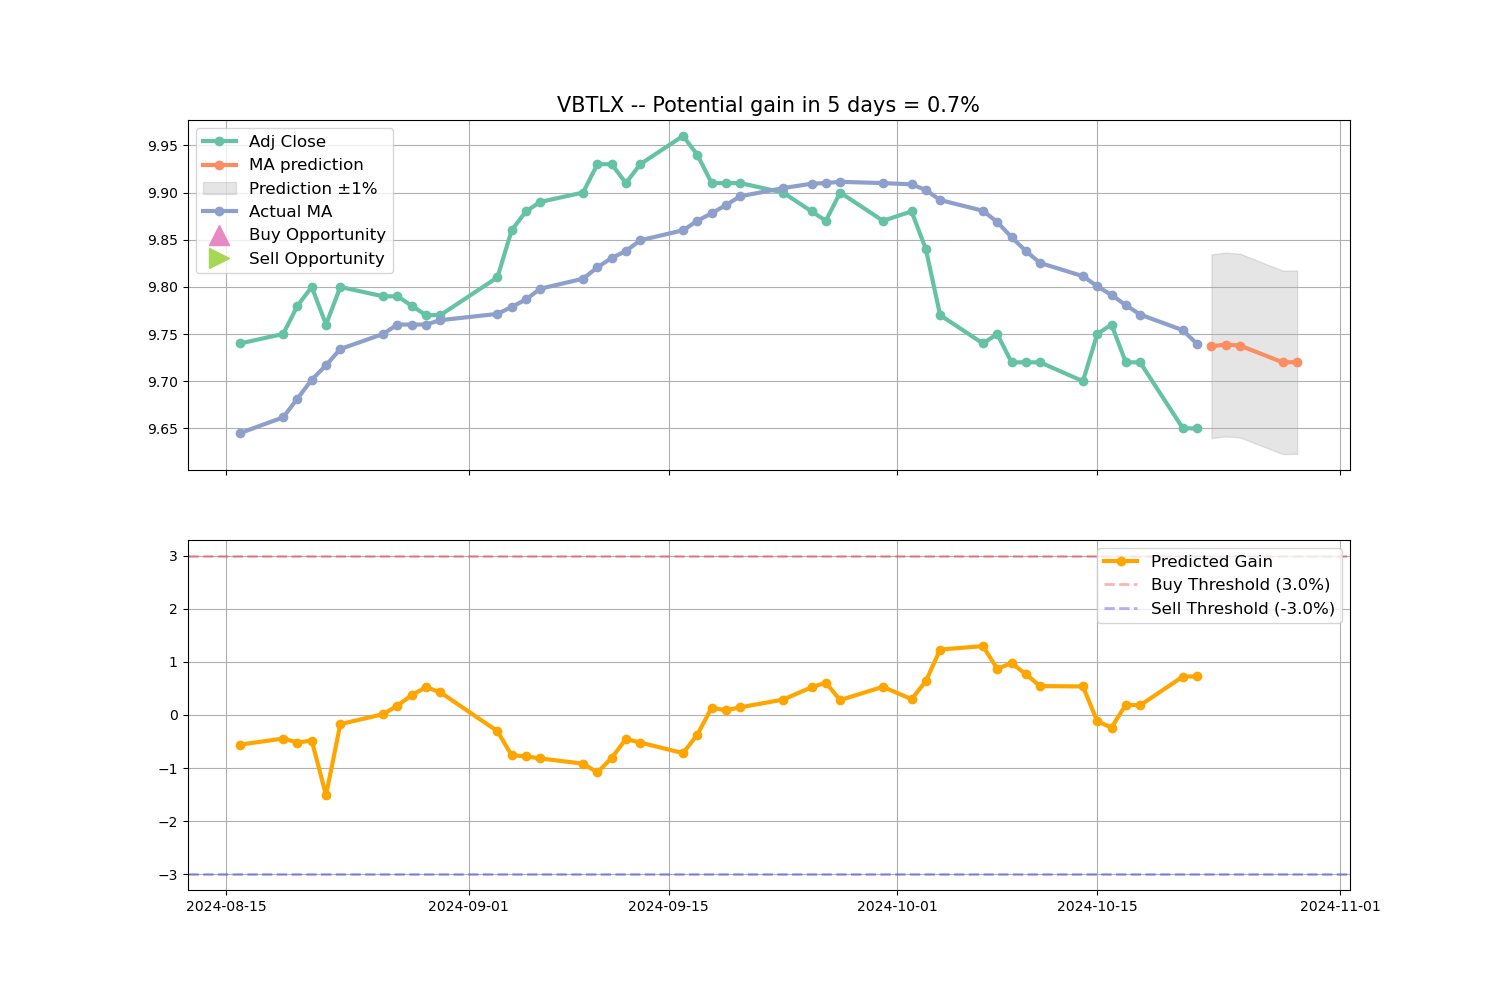 VBTLX -- Potential gain in 5 days = 0.7%
Adj Close
MA prediction
Prediction ±1%
Actual MA
Buy Opportunity
Sell Opportunity
9.95
9.90
9.85
9.80
9.75
9.70
9.65
Predicted Gain
Buy Threshold (3.0%)
Sell Threshold (-3.0%)
3
2
1
0
−1
−2
−3
2024-08-15 2024-09-01 2024-09-15 2024-10-01 2024-10-15 2024-11-01